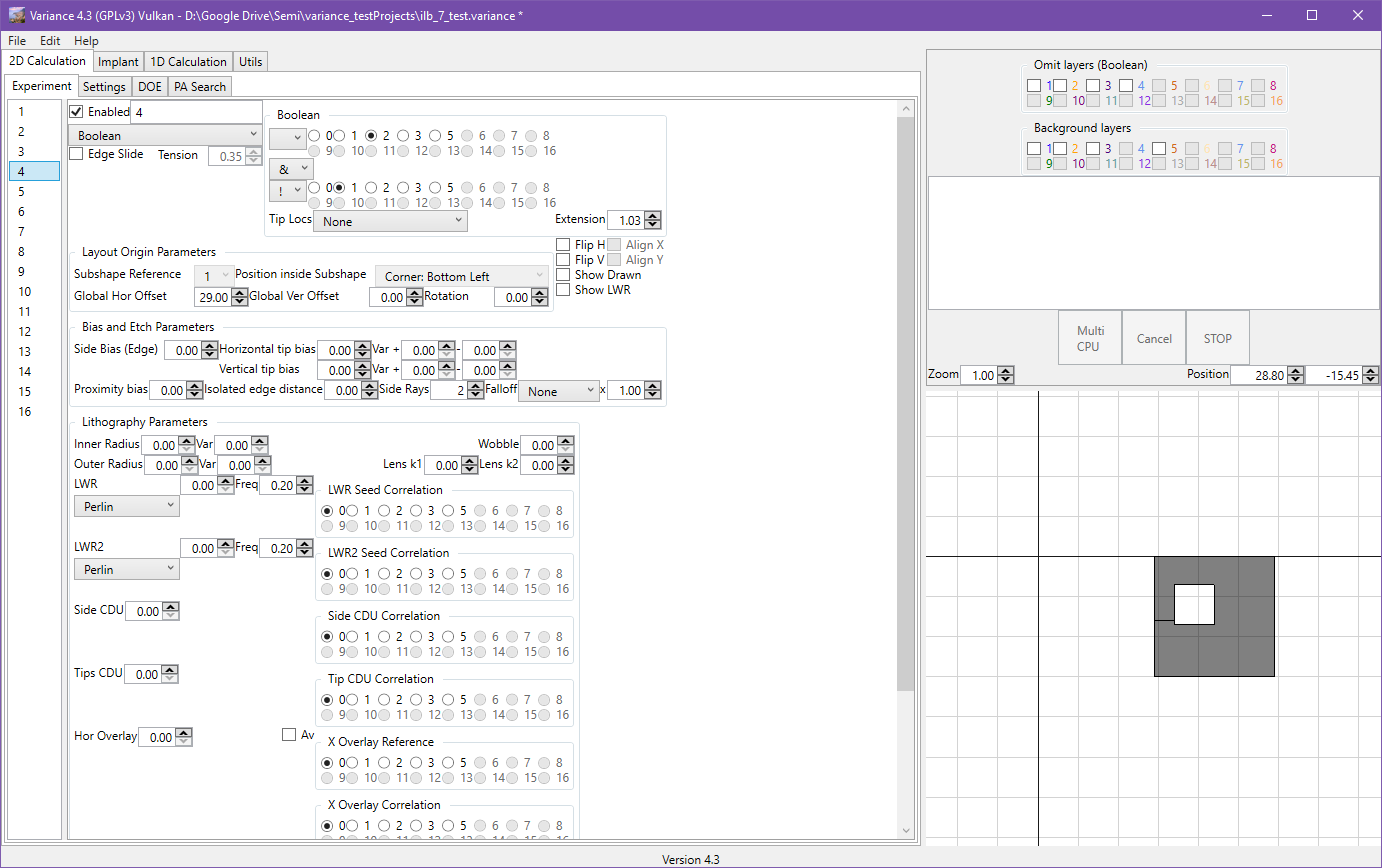 Variance 4.3 (GPLv3) Vulkan - D:\Google Drive\Semi\variance_testProjects\ilb_7_test.variance *
File Edit Help
2D Calculation Implant 1D Calculation Utils
Experiment Settings DOE PA Search
1
2
3
4
5
6
7
8
9
10
11
12
13
14
15
16
Enabled 4
Boolean
Edge Slide Tension 0.35
Boolean
0 1 2 3 5 6 7 8
9 10 11 12 13 14 15 16
&
! 0 1 2 3 5 6 7 8
9 10 11 12 13 14 15 16
Tip Locs None Extension 1.03
Layout Origin Parameters
Subshape Reference 1 Position inside Subshape Corner: Bottom Left
Global Hor Offset 29.00 Global Ver Offset 0.00 Rotation 0.00
Flip H Align X
Flip V Align Y
Show Drawn
Show LWR
Bias and Etch Parameters
Side Bias (Edge) 0.00 Horizontal tip bias 0.00 Var + 0.00 - 0.00
Vertical tip bias 0.00 Var + 0.00 - 0.00
Proximity bias 0.00 Isolated edge distance 0.00 Side Rays 2 Falloff None x 1.00
Lithography Parameters
Inner Radius 0.00 Var 0.00 Wobble 0.00
Outer Radius 0.00 Var 0.00 Lens k1 0.00 Lens k2 0.00
LWR 0.00 Freq 0.20
Perlin
LWR Seed Correlation
0 1 2 3 5 6 7 8
9 10 11 12 13 14 15 16
LWR2 0.00 Freq 0.20
Perlin
LWR2 Seed Correlation
0 1 2 3 5 6 7 8
9 10 11 12 13 14 15 16
Side CDU 0.00
Side CDU Correlation
0 1 2 3 5 6 7 8
9 10 11 12 13 14 15 16
Tips CDU 0.00
Tip CDU Correlation
0 1 2 3 5 6 7 8
9 10 11 12 13 14 15 16
Hor Overlay 0.00 Av
X Overlay Reference
0 1 2 3 5 6 7 8
9 10 11 12 13 14 15 16
X Overlay Correlation
0 1 2 3 5 6 7 8
Omit layers (Boolean)
1 2 3 4 5 6 7 8
9 10 11 12 13 14 15 16
Background layers
1 2 3 4 5 6 7 8
9 10 11 12 13 14 15 16
Multi
CPU
Cancel
STOP
Zoom 1.00 Position 28.80 -15.45
Version 4.3